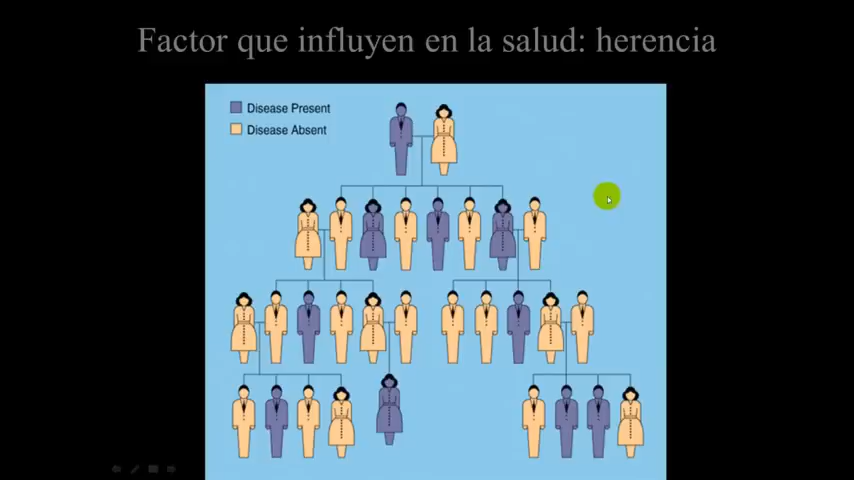 Factor que influyen en la salud: herencia
Disease Present
Disease Absent